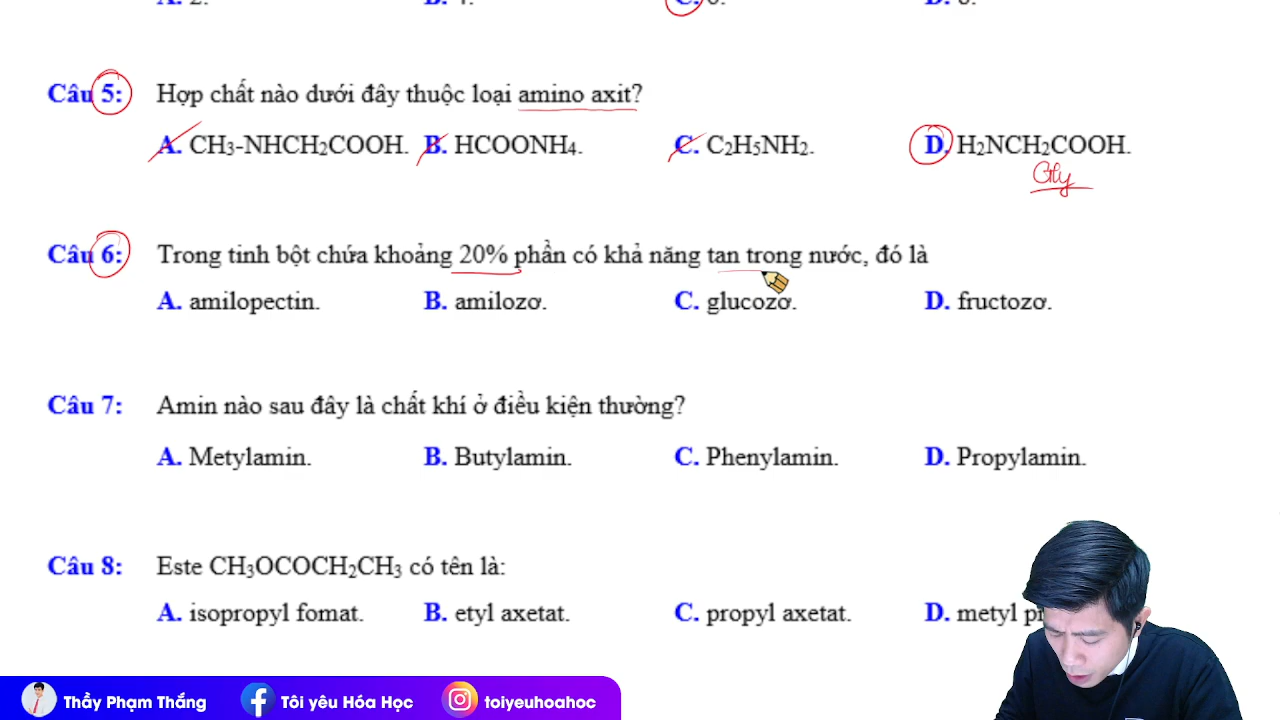 A. 2. B. 4. C. 6. D. 8.
Câu 5: Hợp chất nào dưới đây thuộc loại amino axit?
A. CH₃-NHCH₂COOH. B. HCOONH₄. C. C₂H₅NH₂. D. H₂NCH₂COOH.
Gly
Câu 6: Trong tinh bột chứa khoảng 20% phần có khả năng tan trong nước, đó là
A. amilopectin. B. amilozơ. C. glucozơ. D. fructozơ.
Câu 7: Amin nào sau đây là chất khí ở điều kiện thường?
A. Metylamin. B. Butylamin. C. Phenylamin. D. Propylamin.
Câu 8: Este CH₃OCOCH₂CH₃ có tên là:
A. isopropyl fomat. B. etyl axetat. C. propyl axetat. D. metyl
Thầy Phạm Thắng Tôi yêu Hóa Học toiyeuhoahoc